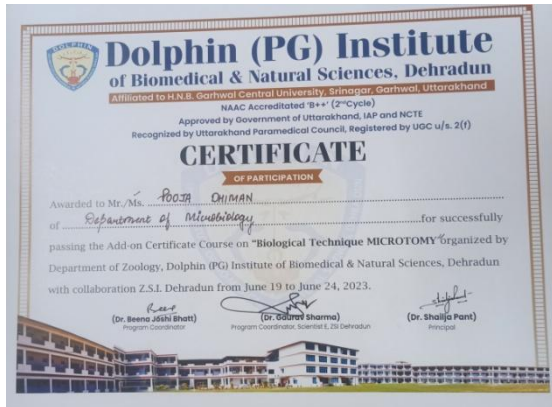 DOLPHIN
Dolphin (PG) Institute
of Biomedical & Natural Sciences, Dehradun
Affiliated to H.N.B. Garhwal Central University, Srinagar, Garhwal, Uttarakhand
NAAC Accreditated 'B++' (2ⁿᵈCycle)
Approved by Government of Uttarakhand, IAP and NCTE
Recognized by Uttarakhand Paramedical Council, Registered by UGC u/s. 2(f)
CERTIFICATE
OF PARTICIPATION
Awarded to Mr./Ms. POOJA DHIMAN
of Department of Microbiology for successfully
passing the Add-on Certificate Course on "Biological Technique MICROTOMY" organized by
Department of Zoology, Dolphin (PG) Institute of Biomedical & Natural Sciences, Dehradun
with collaboration Z.S.I. Dehradun from June 19 to June 24, 2023.
(Dr. Beena Joshi Bhatt) (Dr. Gaurav Sharma) (Dr. Shailja Pant)
Program Coordinator Program Coordinator, Scientist E, ZSI Dehradun Principal